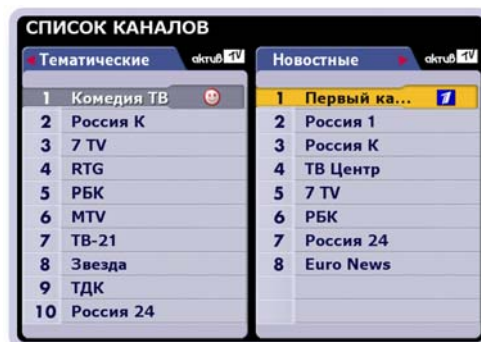 СПИСОК КАНАЛОВ
Тематические актив TV
1 Комедия ТВ
2 Россия К
3 7 TV
4 RTG
5 РБК
6 MTV
7 ТВ-21
8 Звезда
9 ТДК
10 Россия 24
Новостные актив TV
1 Первый ка... 1
2 Россия 1
3 Россия К
4 ТВ Центр
5 7 TV
6 РБК
7 Россия 24
8 Euro News